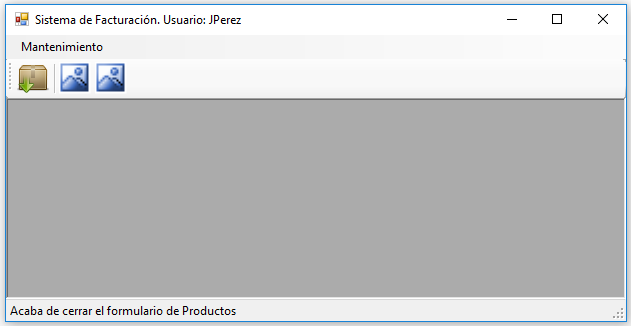 Sistema de Facturación. Usuario: JPerez
Mantenimiento
Acaba de cerrar el formulario de Productos